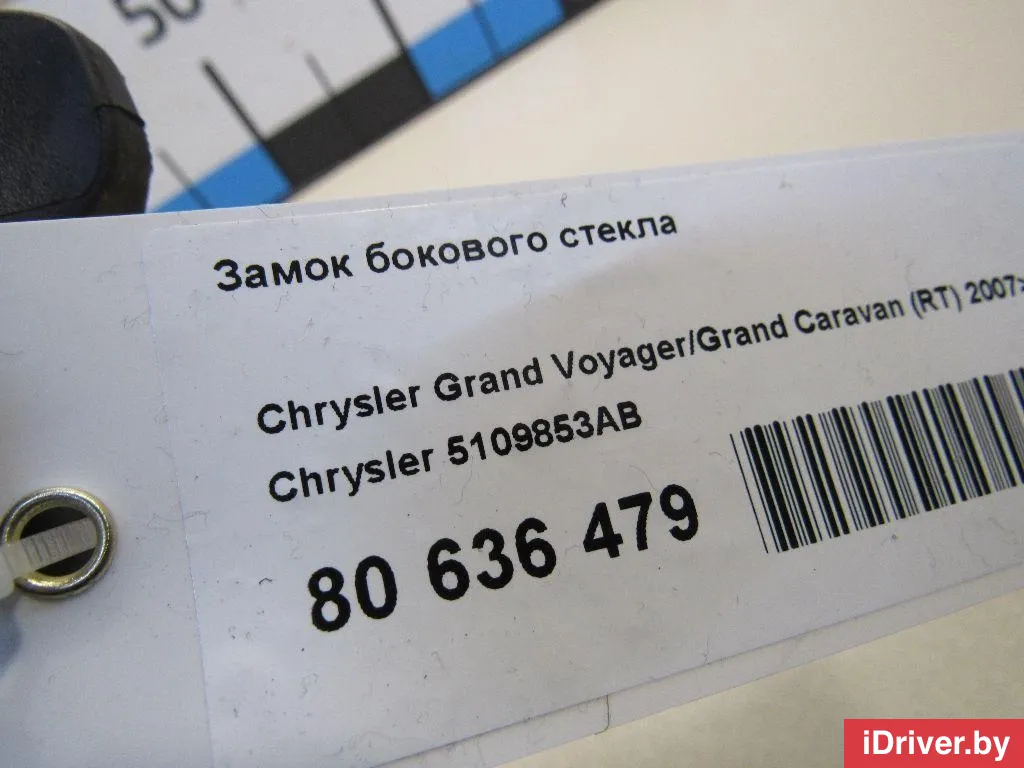 50
Замок бокового стекла
Chrysler Grand Voyager/Grand Caravan (RT) 2007>
Chrysler 5109853AB
80 636 479
iDriver.by